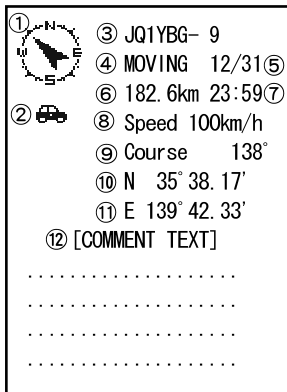 ① N
W E
S
③ JQ1YBG- 9
④ MOVING 12/31⑤
⑥ 182.6km 23:59⑦
②
⑧ Speed 100km/h
⑨ Course 138°
⑩ N 35°38.17'
⑪ E 139°42.33'
⑫ [COMMENT TEXT]
. . . . . . . . . . . . . . . . . . . .
. . . . . . . . . . . . . . . . . . . .
. . . . . . . . . . . . . . . . . . . .
. . . . . . . . . . . . . . . . . . . .